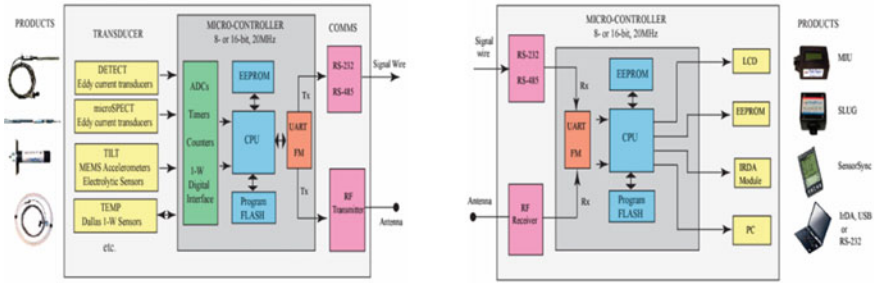 PRODUCTS
TRANSDUCER
MICRO-CONTROLLER
8- or 16-bit, 20MHz
COMMS
DETECT
Eddy current transducers
microSPECT
Eddy current transducers
TILT
MEMS Accelerometers
Electrolytic Sensors
TEMP
Dallas 1-W Sensors
etc.
ADCs
Timers
Counters
1-W
Digital
Interface
EEPROM
CPU
Program
FLASH
UART
FM
Tx
Tx
RS-232
RS-485
RF
Transmitter
Signal Wire
Antenna
Signal
wire
Antenna
RS-232
RS-485
RF
Receiver
MICRO-CONTROLLER
8- or 16-bit, 20MHz
Rx
Rx
UART
FM
EEPROM
CPU
Program
FLASH
LCD
EEPROM
IRDA
Module
PC
PRODUCTS
MIU
SLUG
SensorSync
IrDA, USB
or
RS-232